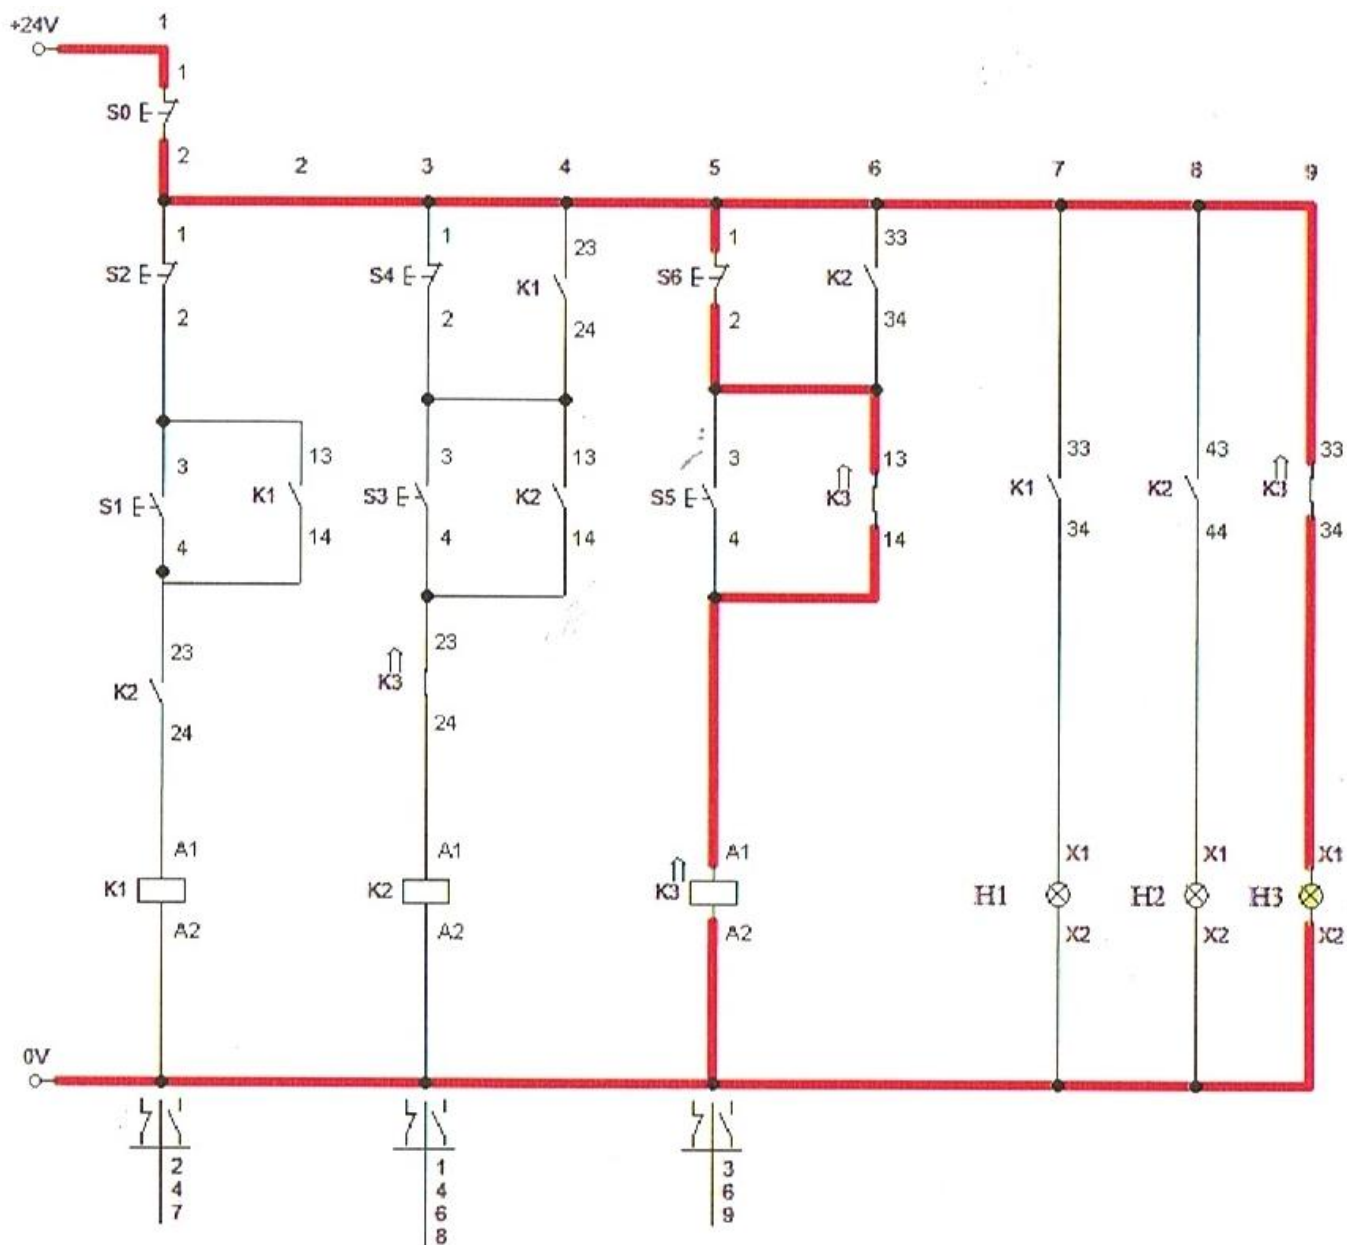 +24V 1
1
S0
2 2 3 4 5 6 7 8 9
1 1 23 1 33
S2 S4 K1 S6 K2
2 2 24 2 34
3 13 3 13 3 13 33 43 33
S1 K1 S3 K2 S5 K3 K1 K2 K3
4 14 4 14 4 14 34 44 34
23 23
K2 K3
24 24
A1 A1 A1 X1 X1 X1
K1 K2 K3 H1 H2 H3
A2 A2 A2 X2 X2 X2
0V
2 1 3
4 4 6
7 6 9
8